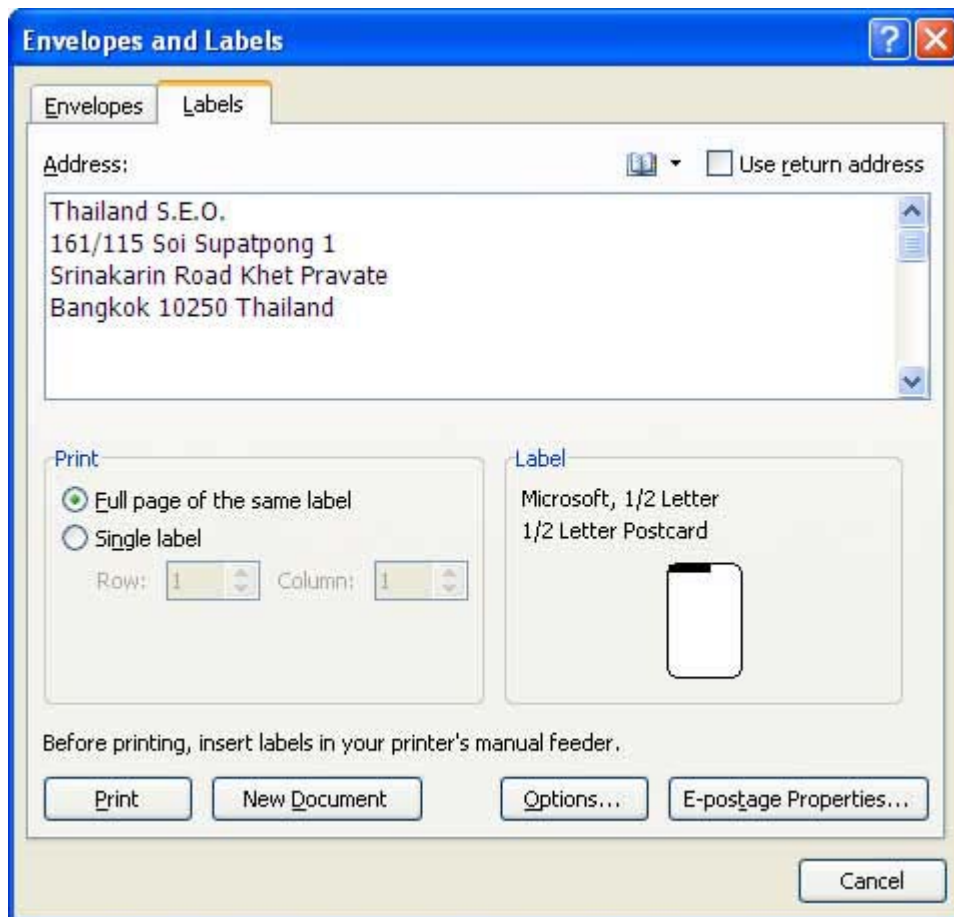 Envelopes and Labels
Envelopes Labels
Address: Use return address
Thailand S.E.O.
161/115 Soi Supatpong 1
Srinakarin Road Khet Pravate
Bangkok 10250 Thailand
Print
Full page of the same label
Single label
Row: 1 Column: 1
Label
Microsoft, 1/2 Letter
1/2 Letter Postcard
Before printing, insert labels in your printer's manual feeder.
Print New Document Options... E-postage Properties...
Cancel